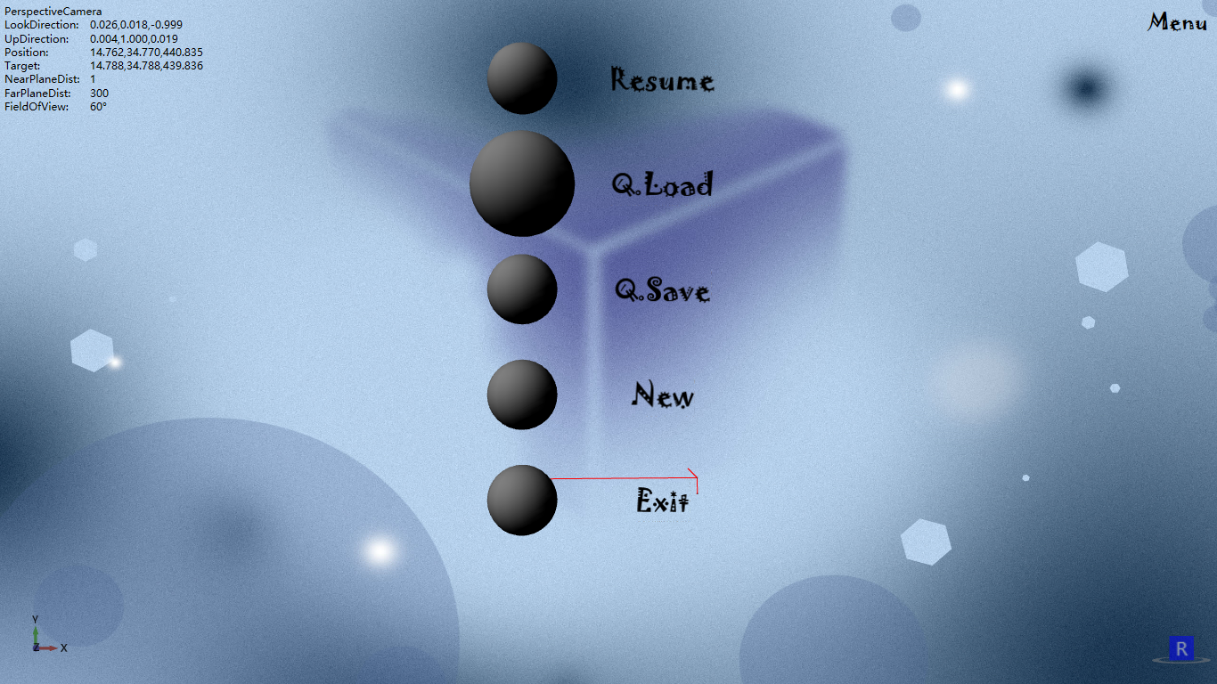 PerspectiveCamera
LookDirection: 0.026,0.018,-0.999
UpDirection: 0.004,1.000,0.019
Position: 14.762,34.770,440.835
Target: 14.788,34.788,439.836
NearPlaneDist: 1
FarPlaneDist: 300
FieldOfView: 60°
Menu
Resume
Q.Load
Q.Save
New
Exit
Y
Z X
R